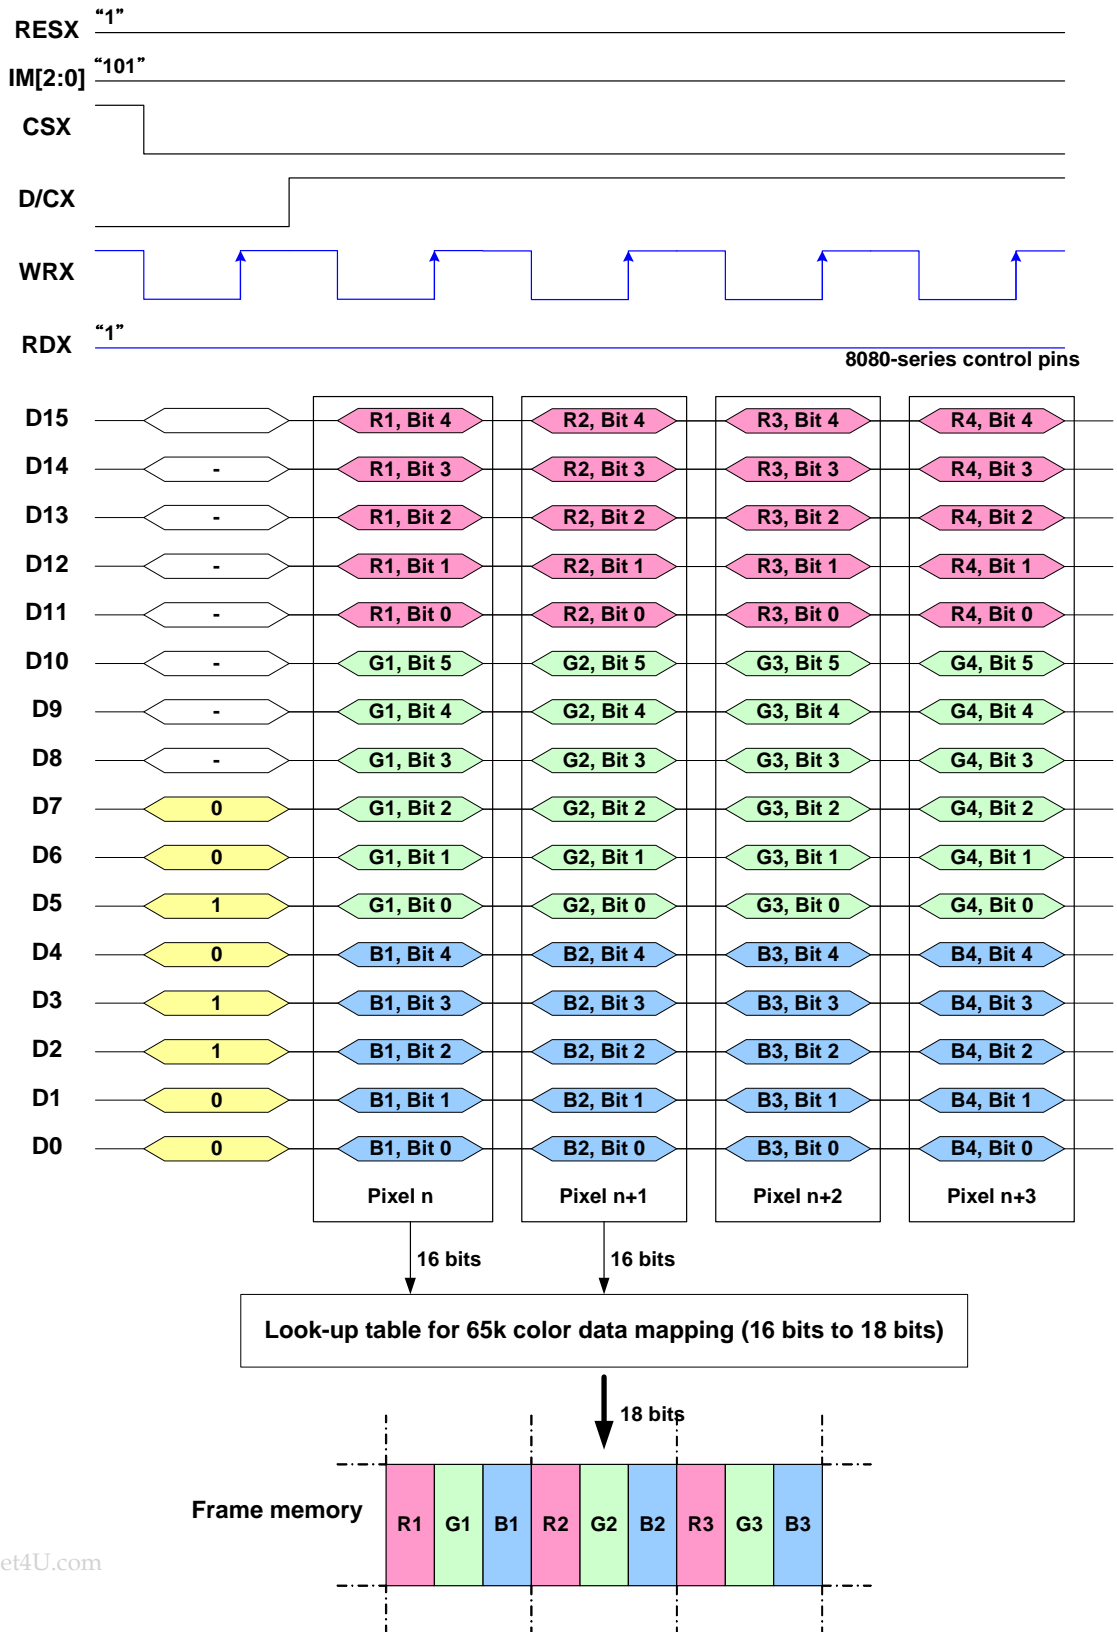 RESX "1"
IM[2:0] "101"
CSX
D/CX
WRX
RDX "1"
8080-series control pins
D15 R1, Bit 4 R2, Bit 4 R3, Bit 4 R4, Bit 4
D14 - R1, Bit 3 R2, Bit 3 R3, Bit 3 R4, Bit 3
D13 - R1, Bit 2 R2, Bit 2 R3, Bit 2 R4, Bit 2
D12 - R1, Bit 1 R2, Bit 1 R3, Bit 1 R4, Bit 1
D11 - R1, Bit 0 R2, Bit 0 R3, Bit 0 R4, Bit 0
D10 - G1, Bit 5 G2, Bit 5 G3, Bit 5 G4, Bit 5
D9 - G1, Bit 4 G2, Bit 4 G3, Bit 4 G4, Bit 4
D8 - G1, Bit 3 G2, Bit 3 G3, Bit 3 G4, Bit 3
D7 0 G1, Bit 2 G2, Bit 2 G3, Bit 2 G4, Bit 2
D6 0 G1, Bit 1 G2, Bit 1 G3, Bit 1 G4, Bit 1
D5 1 G1, Bit 0 G2, Bit 0 G3, Bit 0 G4, Bit 0
D4 0 B1, Bit 4 B2, Bit 4 B3, Bit 4 B4, Bit 4
D3 1 B1, Bit 3 B2, Bit 3 B3, Bit 3 B4, Bit 3
D2 1 B1, Bit 2 B2, Bit 2 B3, Bit 2 B4, Bit 2
D1 0 B1, Bit 1 B2, Bit 1 B3, Bit 1 B4, Bit 1
D0 0 B1, Bit 0 B2, Bit 0 B3, Bit 0 B4, Bit 0
Pixel n Pixel n+1 Pixel n+2 Pixel n+3
16 bits 16 bits
Look-up table for 65k color data mapping (16 bits to 18 bits)
18 bits
Frame memory R1 G1 B1 R2 G2 B2 R3 G3 B3
et4U.com